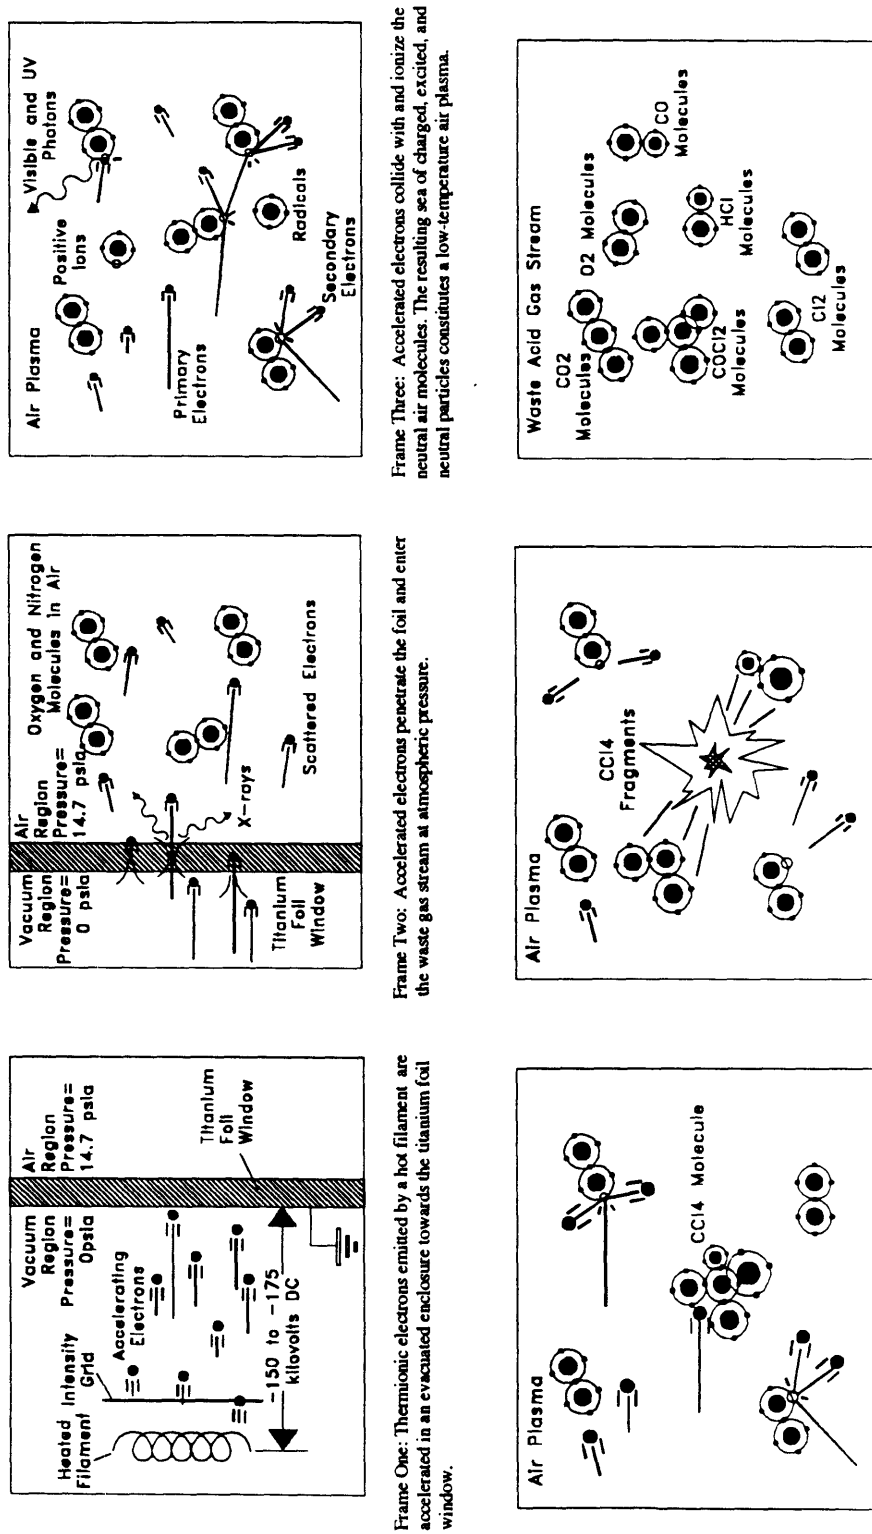 Heated
Filament
Intensity
Grid
Vacuum
Region
Pressure=
0psia
Air
Region
Pressure=
14.7 psia
Accelerating
Electrons
Titanium
Foil
Window
-150 to -175
kilovolts DC
Frame One: Thermionic electrons emitted by a hot filament are
accelerated in an evacuated enclosure towards the titanium foil
window.
Vacuum
Region
Pressure=
0 psia
Air
Region
Pressure=
14.7 psia
Oxygen and Nitrogen
Molecules in Air
X-rays
Titanium
Foil
Window
Scattered Electrons
Frame Two: Accelerated electrons penetrate the foil and enter
the waste gas stream at atmospheric pressure.
Air Plasma
Positive
Ions
Visible and UV
Photons
Primary
Electrons
Radicals
Secondary
Electrons
Frame Three: Accelerated electrons collide with and ionize the
neutral air molecules. The resulting sea of charged, excited, and
neutral particles constitutes a low-temperature air plasma.
Air Plasma
CCl4 Molecule
Air Plasma
CCl4
Fragments
Waste Acid Gas Stream
CO2
Molecules
O2 Molecules
CO
Molecules
COCl2
Molecules
HCl
Molecules
Cl2
Molecules